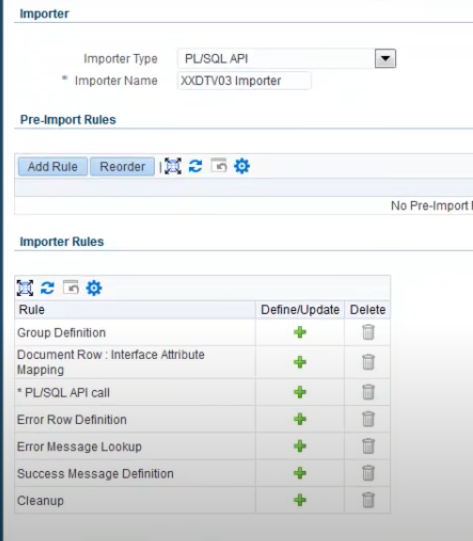 Importer
Importer Type PL/SQL API
* Importer Name XXDTV03 Importer
Pre-Import Rules
Add Rule Reorder
No Pre-Import
Importer Rules
Rule Define/Update Delete
Group Definition
Document Row : Interface Attribute
Mapping
* PL/SQL API call
Error Row Definition
Error Message Lookup
Success Message Definition
Cleanup